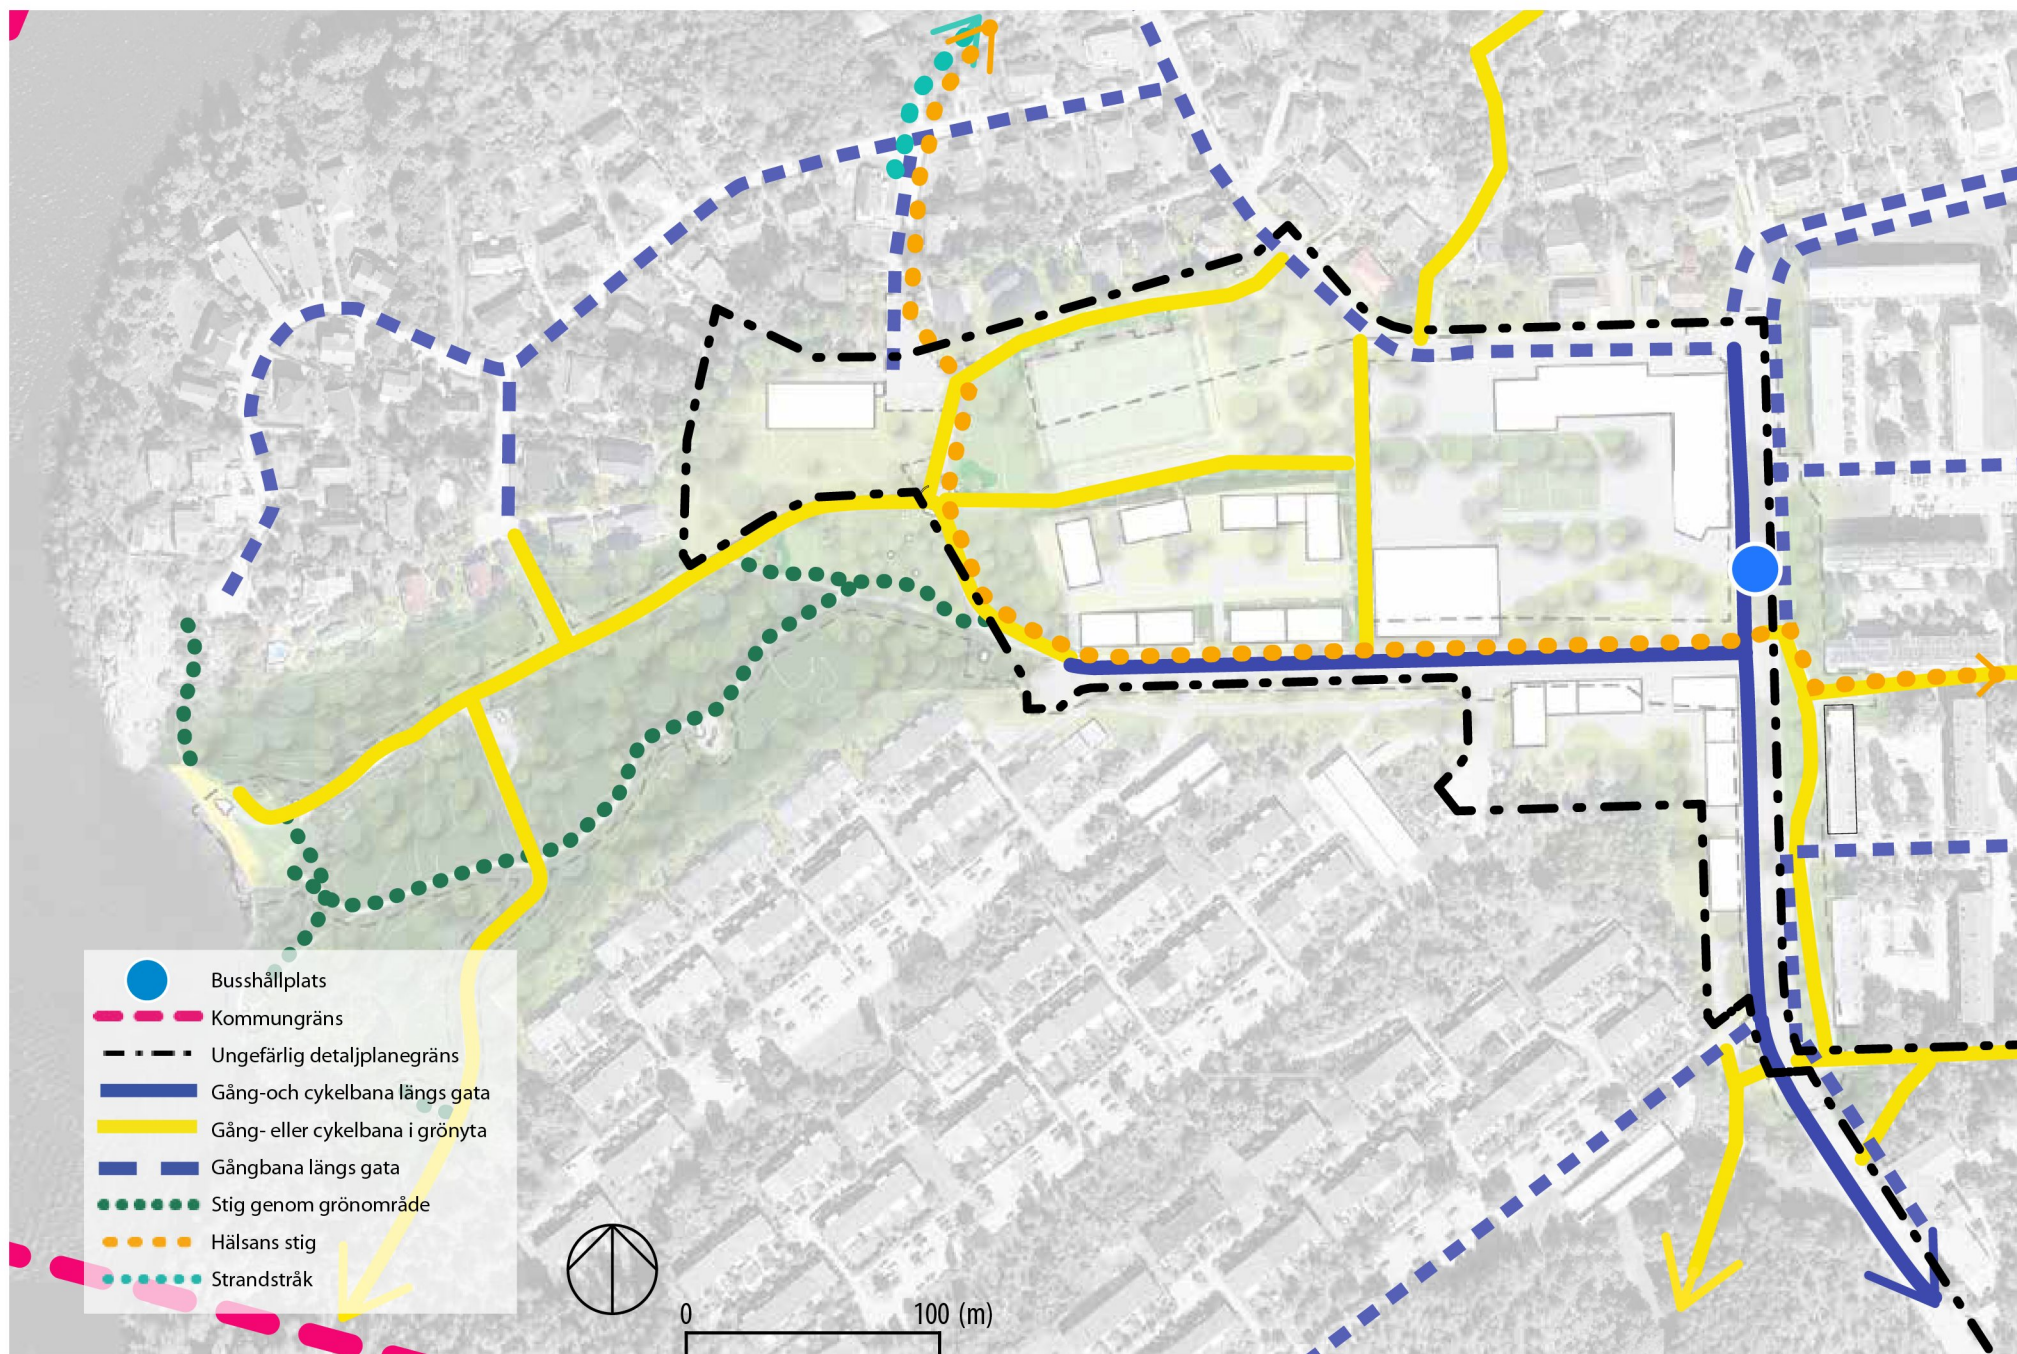 Busshållplats
Kommungräns
Ungefärlig detaljplanegräns
Gång-och cykelbana längs gata
Gång- eller cykelbana i grönyta
Gångbana längs gata
Stig genom grönområde
Hälsans stig
Strandstråk
0 100 (m)